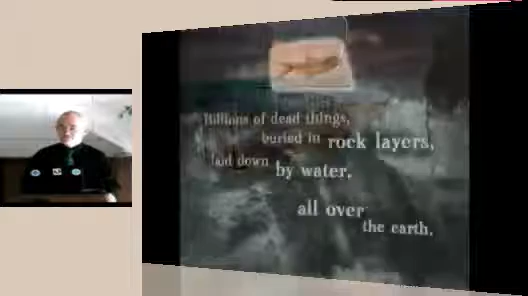 Billions of dead things,
buried in rock layers,
laid down by water.
all over
the earth.